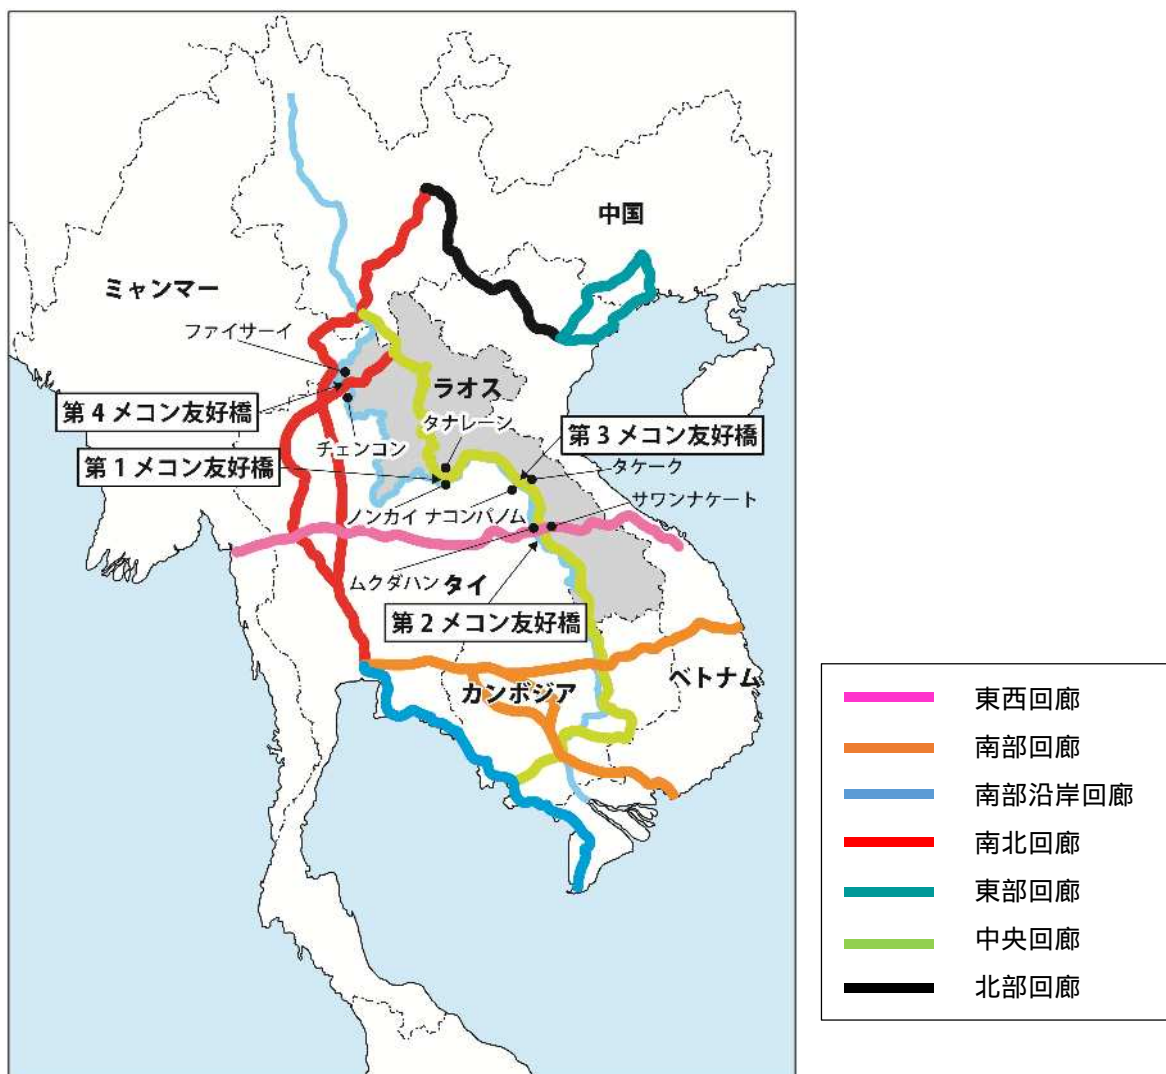 中国
ミャンマー
ファイサーイ
ラオス
第4メコン友好橋
タナレーン
第3メコン友好橋
チェンコン
第1メコン友好橋
タケーク
サワンナケート
ノンカイ ナコンパノム
ムクダハン タイ
第2メコン友好橋
ベトナム
カンボジア
東西回廊
南部回廊
南部沿岸回廊
南北回廊
東部回廊
中央回廊
北部回廊